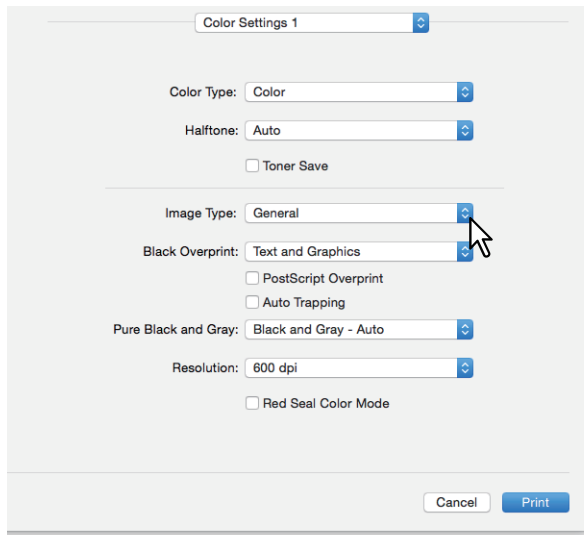 Color Settings 1
Color Type: Color
Halftone: Auto
Toner Save
Image Type: General
Black Overprint: Text and Graphics
PostScript Overprint
Auto Trapping
Pure Black and Gray: Black and Gray - Auto
Resolution: 600 dpi
Red Seal Color Mode
Cancel Print